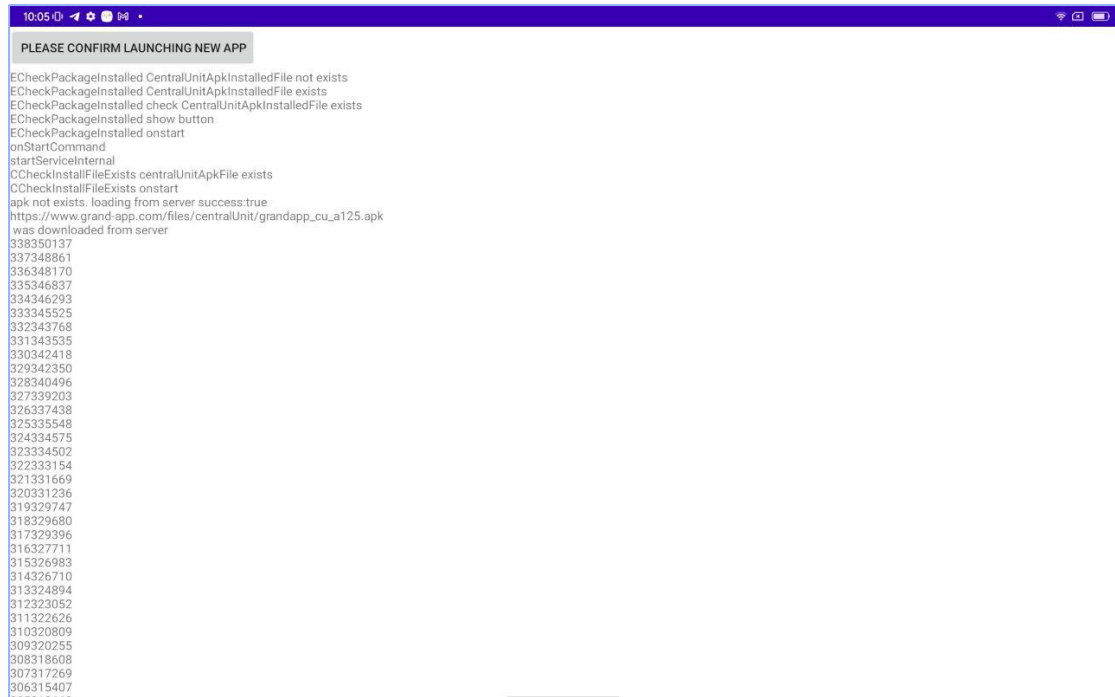 10:05
PLEASE CONFIRM LAUNCHING NEW APP
ECheckPackageInstalled CentralUnitApkInstalledFile not exists
ECheckPackageInstalled CentralUnitApkInstalledFile exists
ECheckPackageInstalled check CentralUnitApkInstalledFile exists
ECheckPackageInstalled show button
ECheckPackageInstalled onstart
onStartCommand
startServiceInternal
CCheckInstallFileExists centralUnitApkFile exists
CCheckInstallFileExists onstart
apk not exists. loading from server success:true
https://www.grand-app.com/files/centralUnit/grandapp_cu_a125.apk
was downloaded from server
338350137
337348861
336348170
335346837
334346293
333345525
332343768
331343535
330342418
329342350
328340496
327339203
326337438
325335548
324334575
323334502
322333154
321331669
320331236
319329747
318329680
317329396
316327711
315326983
314326710
313324894
312323052
311322626
310320809
309320255
308318608
307317269
306315407